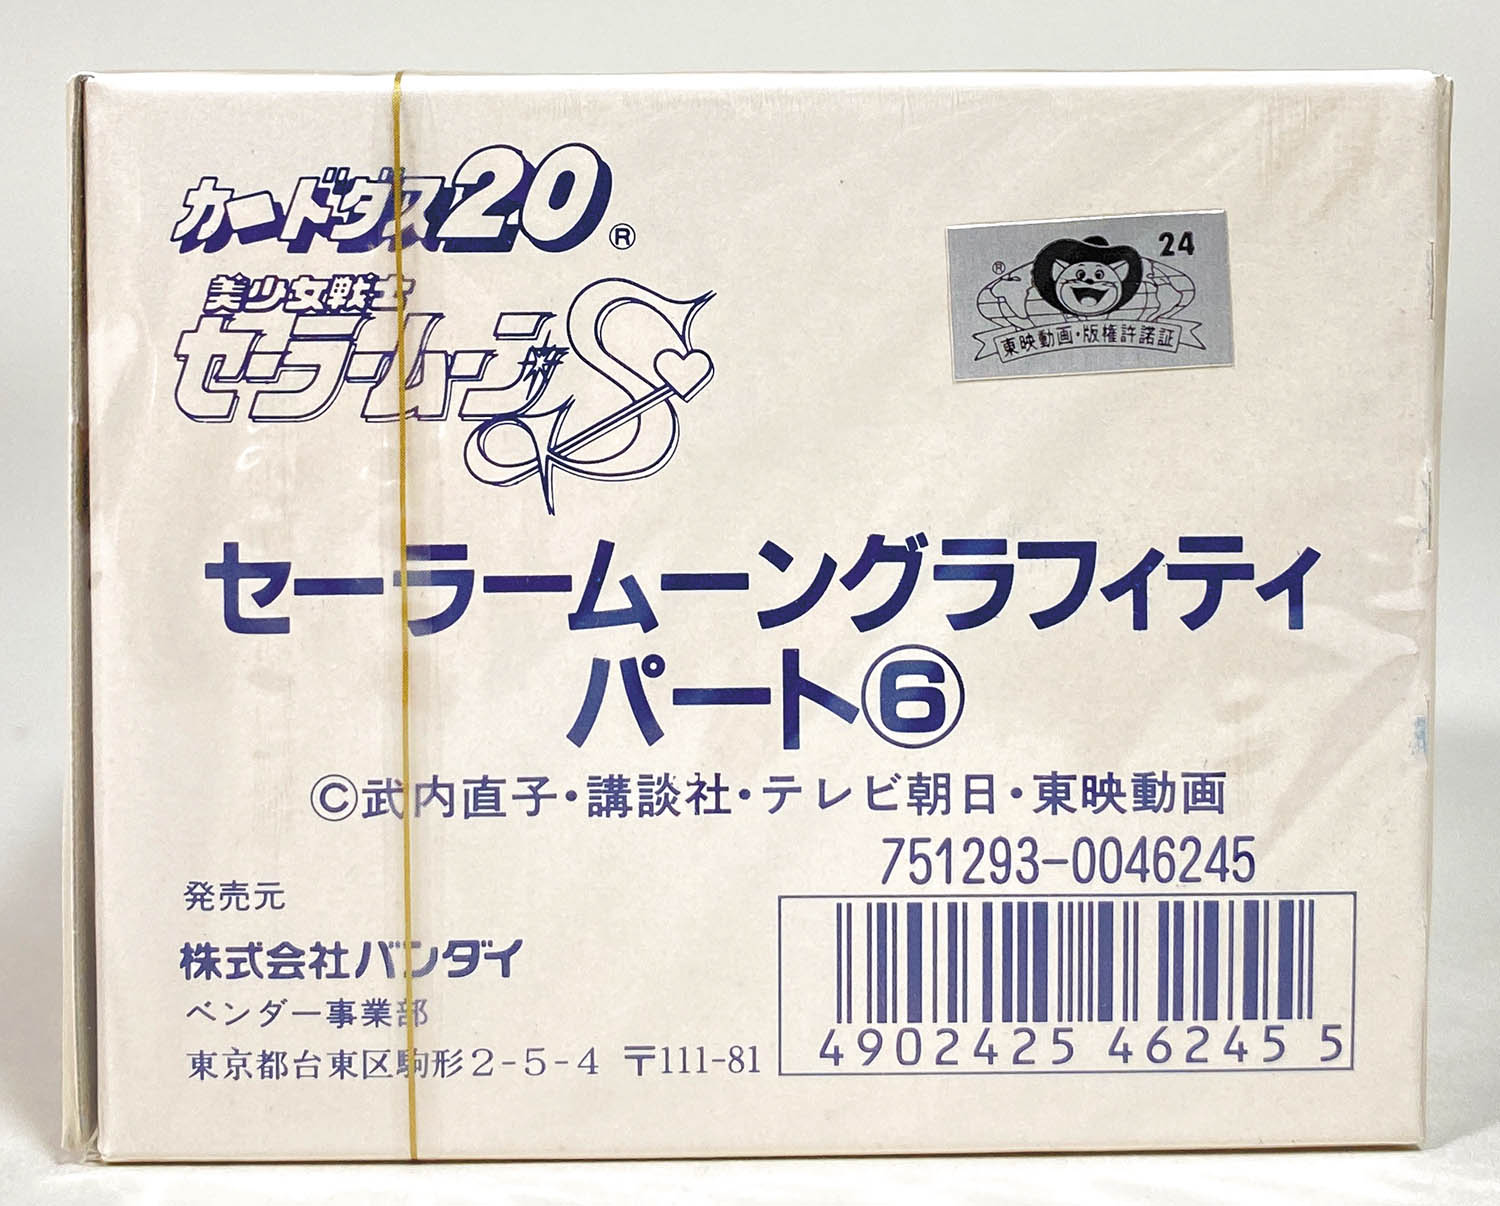 カードダス20®
美少女戦士
セーラームーンS
24
®
東映動画・版権許諾証
セーラームーングラフィティ
パート⑥
©武内直子・講談社・テレビ朝日・東映動画
751293-0046245
発売元
株式会社バンダイ
ベンダー事業部
東京都台東区駒形2-5-4 〒111-81
4902425 46245 5